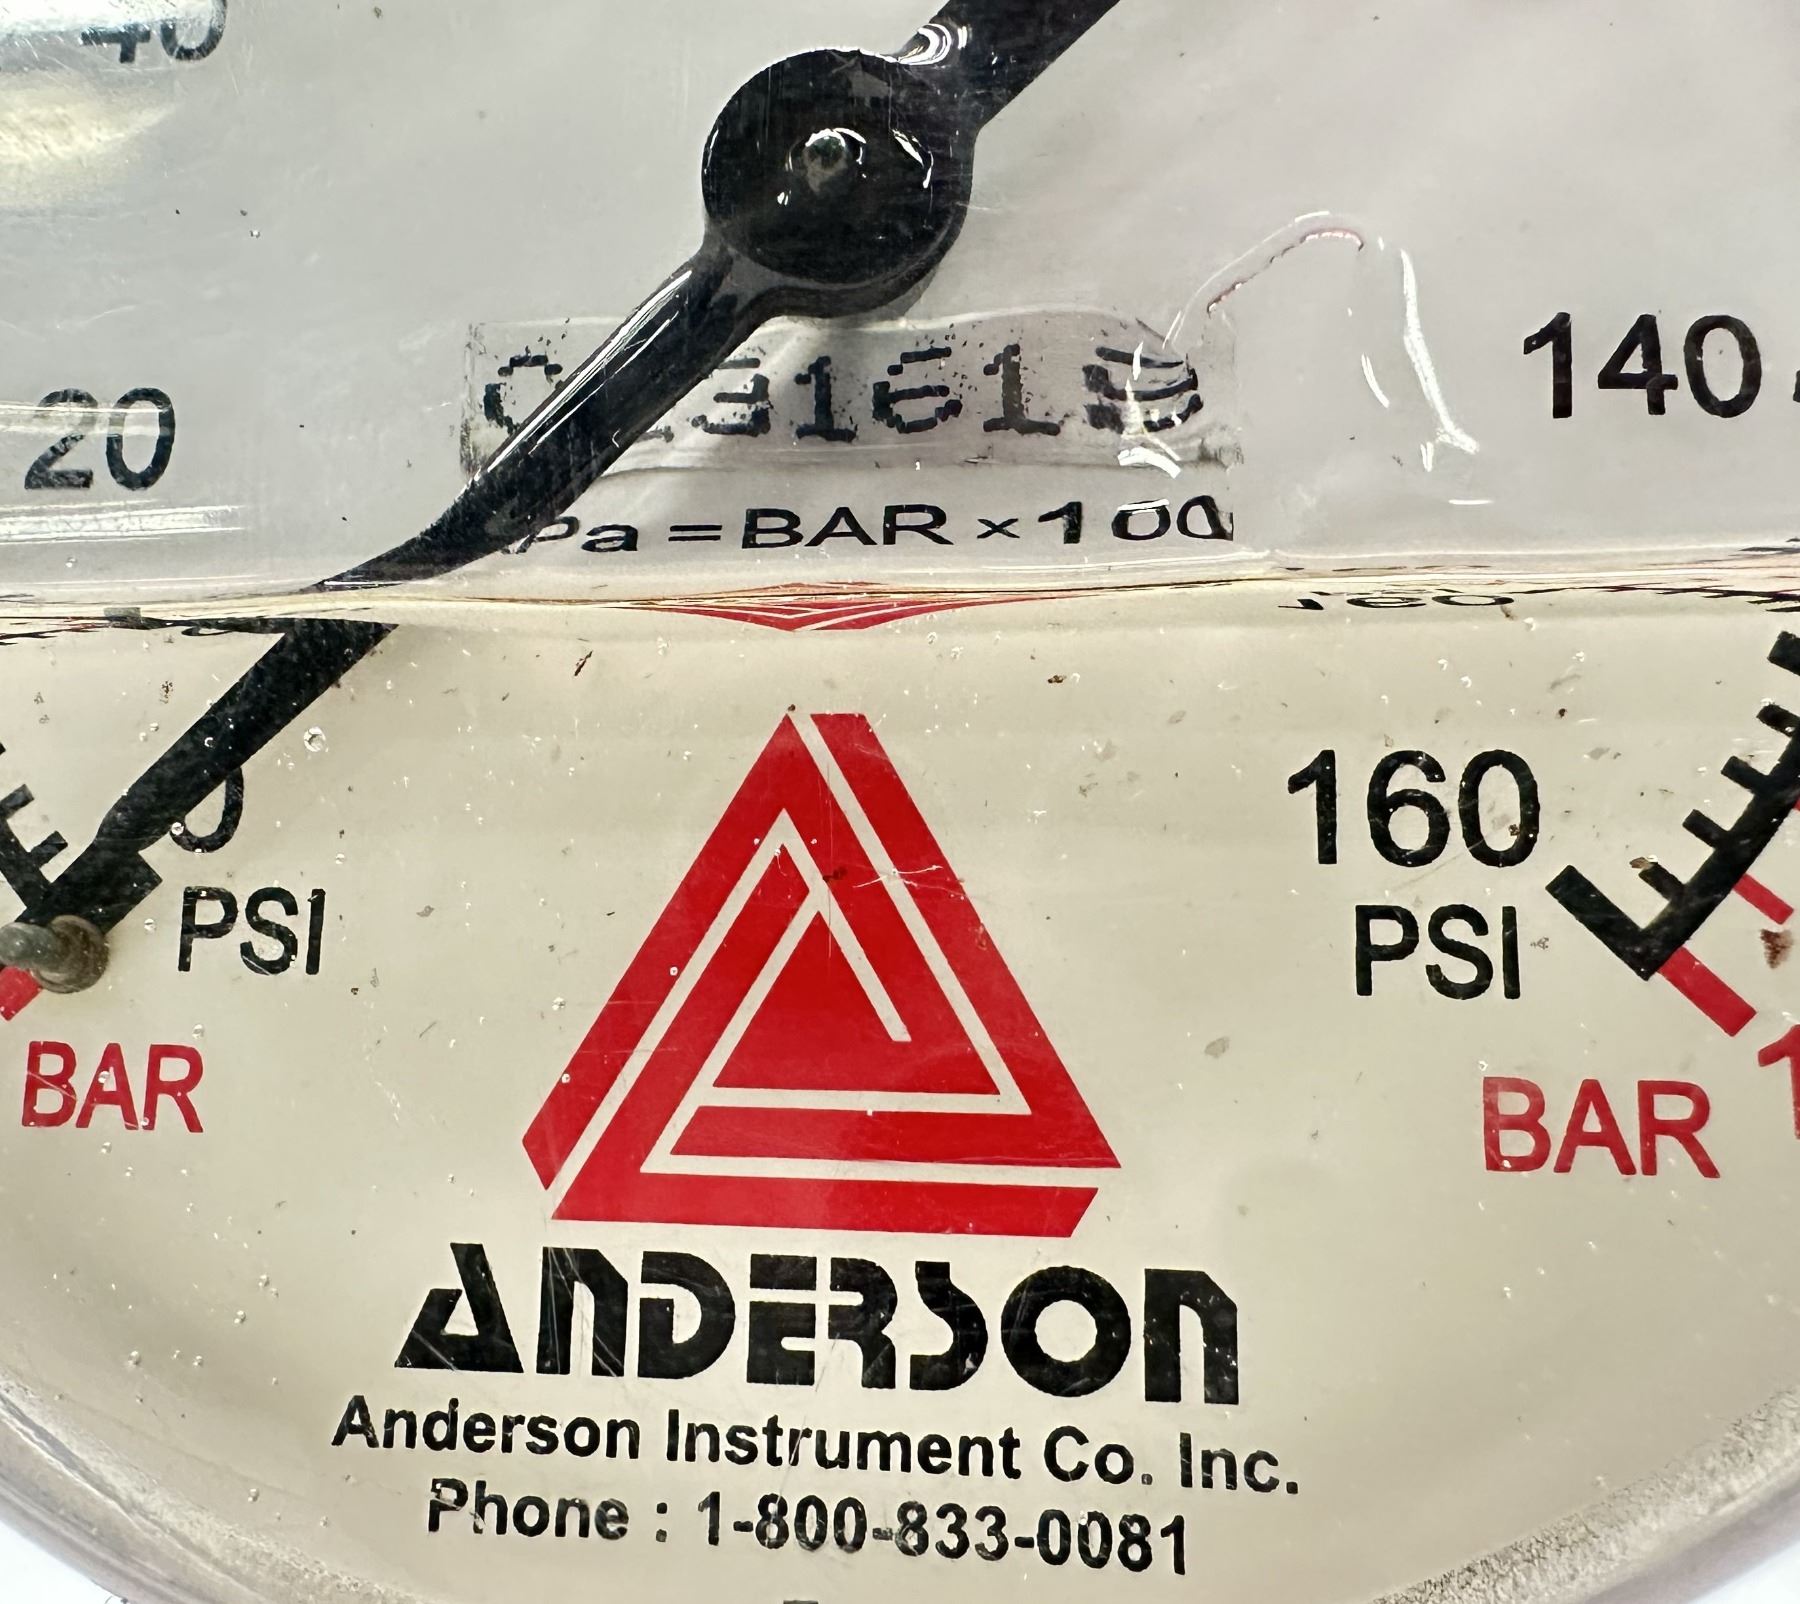 40
20
140
Pa = BAR × 100
160
PSI
PSI
BAR
BAR
ANDERSON
Anderson Instrument Co. Inc.
Phone : 1-800-833-0081